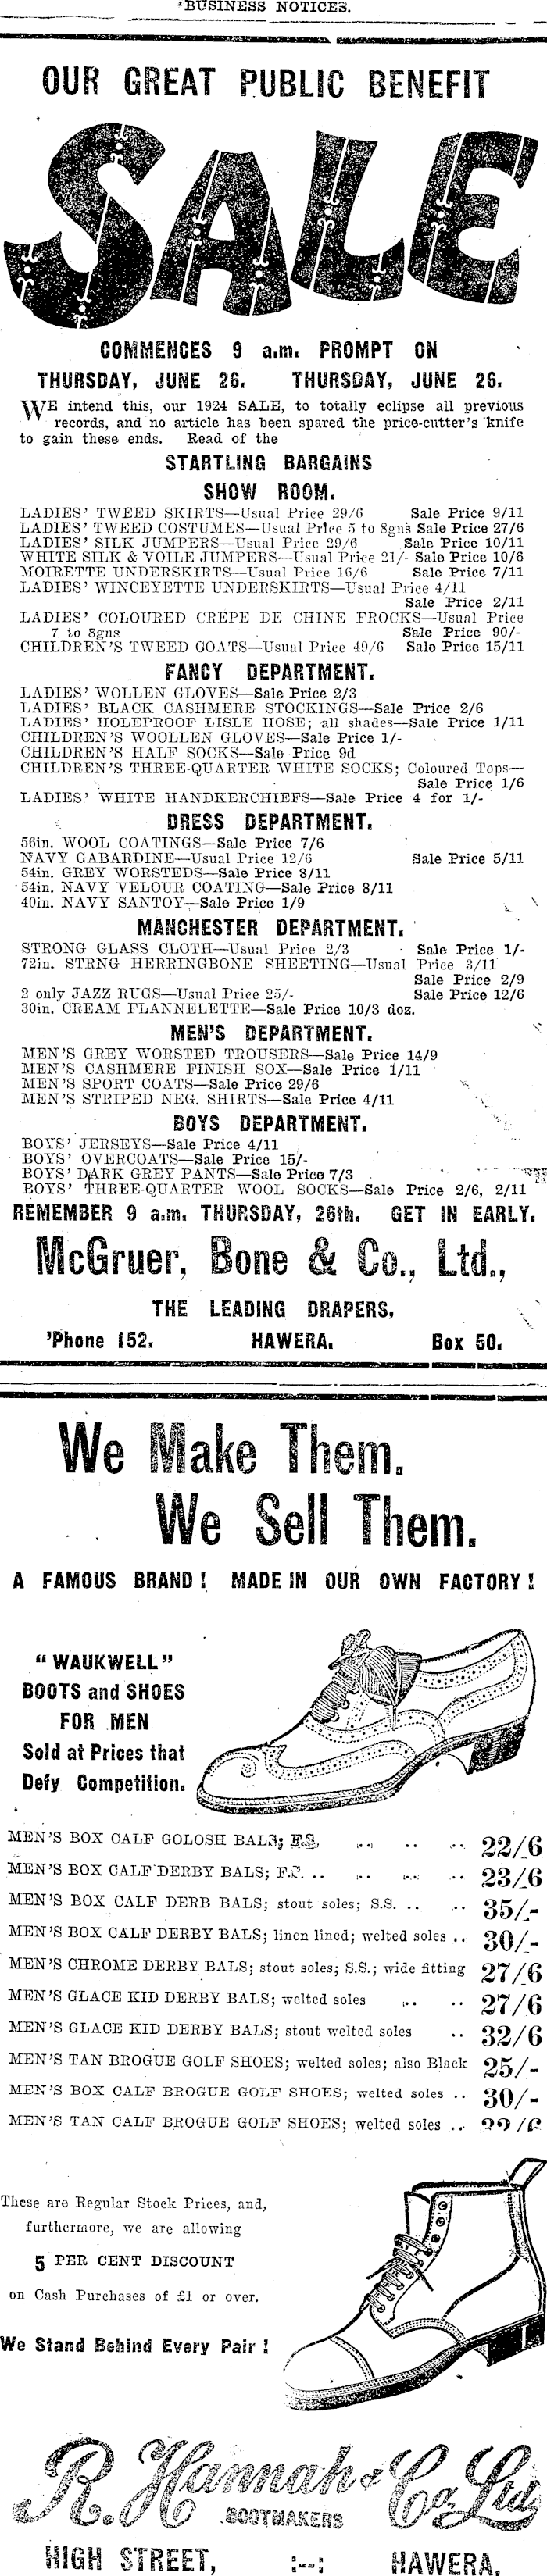 BUSINESS NOTICES.
OUR GREAT PUBLIC BENEFIT
SALE
COMMENCES 9 a.m. PROMPT ON
THURSDAY, JUNE 26. THURSDAY, JUNE 26.
WE intend this, our 1924 SALE, to totally eclipse all previous
records, and no article has been spared the price-cutter's knife
to gain these ends. Read of the
STARTLING BARGAINS
SHOW ROOM.
LADIES' TWEED SKIRTS—Usual Price 29/6 Sale Price 9/11
LADIES' TWEED COSTUMES—Usual Price 5 to 8gns Sale Price 27/6
LADIES' SILK JUMPERS—Usual Price 29/6 Sale Price 10/11
WHITE SILK & VOILE JUMPERS—Usual Price 21/- Sale Price 10/6
MOIRETTE UNDERSKIRTS—Usual Price 16/6 Sale Price 7/11
LADIES' WINCEYETTE UNDERSKIRTS—Usual Price 4/11
Sale Price 2/11
LADIES' COLOURED CREPE DE CHINE FROCKS—Usual Price
7 to 8gns Sale Price 90/-
CHILDREN'S TWEED COATS—Usual Price 49/6 Sale Price 15/11
FANCY DEPARTMENT.
LADIES' WOLLEN GLOVES—Sale Price 2/3
LADIES' BLACK CASHMERE STOCKINGS—Sale Price 2/6
LADIES' HOLEPROOF LISLE HOSE; all shades—Sale Price 1/11
CHILDREN'S WOOLLEN GLOVES—Sale Price 1/-
CHILDREN'S HALF SOCKS—Sale Price 9d
CHILDREN'S THREE-QUARTER WHITE SOCKS; Coloured Tops—
Sale Price 1/6
LADIES' WHITE HANDKERCHIEFS—Sale Price 4 for 1/-
DRESS DEPARTMENT.
56in. WOOL COATINGS—Sale Price 7/6
NAVY GABARDINE—Usual Price 12/6 Sale Price 5/11
54in. GREY WORSTEDS—Sale Price 8/11
54in. NAVY VELOUR COATING—Sale Price 8/11
40in. NAVY SANTOY—Sale Price 1/9
MANCHESTER DEPARTMENT.
STRONG GLASS CLOTH—Usual Price 2/3 Sale Price 1/-
72in. STRNG HERRINGBONE SHEETING—Usual Price 3/11
Sale Price 2/9
2 only JAZZ RUGS—Usual Price 25/- Sale Price 12/6
30in. CREAM FLANNELETTE—Sale Price 10/3 doz.
MEN'S DEPARTMENT.
MEN'S GREY WORSTED TROUSERS—Sale Price 14/9
MEN'S CASHMERE FINISH SOX—Sale Price 1/11
MEN'S SPORT COATS—Sale Price 29/6
MEN'S STRIPED NEG. SHIRTS—Sale Price 4/11
BOYS DEPARTMENT.
BOYS' JERSEYS—Sale Price 4/11
BOYS' OVERCOATS—Sale Price 15/-
BOYS' DARK GREY PANTS—Sale Price 7/3
BOYS' THREE-QUARTER WOOL SOCKS—Sale Price 2/6, 2/11
REMEMBER 9 a.m. THURSDAY, 26th. GET IN EARLY.
McGruer, Bone & Co., Ltd.,
THE LEADING DRAPERS,
'Phone 152. HAWERA. Box 50.
We Make Them.
We Sell Them.
A FAMOUS BRAND! MADE IN OUR OWN FACTORY!
"WAUKWELL"
BOOTS and SHOES
FOR MEN
Sold at Prices that
Defy Competition.
MEN'S BOX CALF GOLOSH BALS; F.S. .. .. .. 22/6
MEN'S BOX CALF DERBY BALS; F.S. .. .. .. .. 23/6
MEN'S BOX CALF DERB BALS; stout soles; S.S. .. .. 35/-
MEN'S BOX CALF DERBY BALS; linen lined; welted soles .. 30/-
MEN'S CHROME DERBY BALS; stout soles; S.S.; wide fitting 27/6
MEN'S GLACE KID DERBY BALS; welted soles .. .. 27/6
MEN'S GLACE KID DERBY BALS; stout welted soles .. 32/6
MEN'S TAN BROGUE GOLF SHOES; welted soles; also Black 25/-
MEN'S BOX CALF BROGUE GOLF SHOES; welted soles .. 30/-
MEN'S TAN CALF BROGUE GOLF SHOES; welted soles ..
These are Regular Stock Prices, and,
furthermore, we are allowing
5 PER CENT DISCOUNT
on Cash Purchases of £1 or over.
We Stand Behind Every Pair!
R. Hannah & Co. Ltd.
BOOTMAKERS
HIGH STREET, :—: HAWERA.